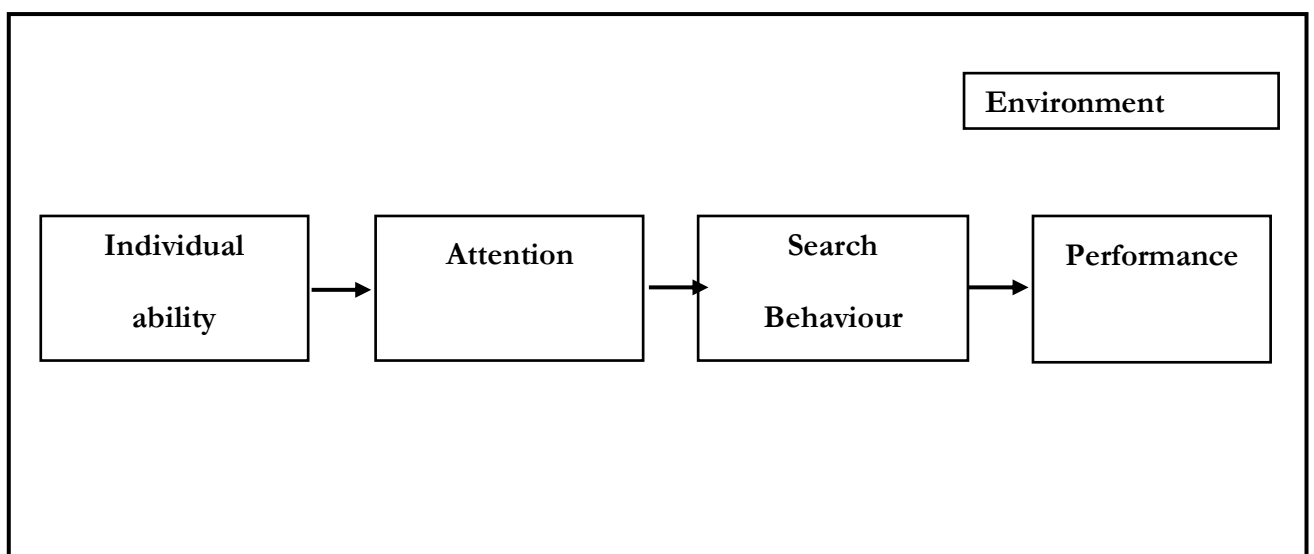 Environment
Individual
ability
Attention
Search
Behaviour
Performance